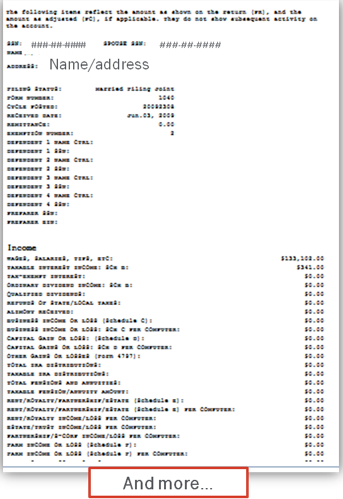 The following items reflect the amount as shown on the return (PR), and the
amount as adjusted (PC), if applicable. They do not show subsequent activity on
the account.
SSN: ###-##-#### SPOUSE SSN: ###-##-####
NAME
ADDRESS: Name/address
FILING STATUS: Married Filing Joint
FORM NUMBER: 1040
CYCLE POSTED:
RECEIVED DATE: Jun.03, 2009
REMITTANCE: 0.00
EXEMPTION NUMBER: 2
DEPENDENT 1 NAME CTRL:
DEPENDENT 1 SSN:
DEPENDENT 2 NAME CTRL:
DEPENDENT 2 SSN:
DEPENDENT 3 NAME CTRL:
DEPENDENT 3 SSN:
DEPENDENT 4 NAME CTRL:
DEPENDENT 4 SSN:
PREPARER SSN:
PREPARER EIN:
Income
WAGES, SALARIES, TIPS, ETC: $133,108.00
TAXABLE INTEREST INCOME: SCH B: $341.00
TAX-EXEMPT INTEREST: $0.00
ORDINARY DIVIDEND INCOME: SCH B: $0.00
QUALIFIED DIVIDENDS: $0.00
REFUNDS OF STATE/LOCAL TAXES: $0.00
ALIMONY RECEIVED: $0.00
BUSINESS INCOME OR LOSS (Schedule C): $0.00
BUSINESS INCOME OR LOSS: SCH C PER COMPUTER: $0.00
CAPITAL GAIN OR LOSS: (Schedule D): $0.00
CAPITAL GAINS OR LOSS: SCH D PER COMPUTER: $0.00
OTHER GAINS OR LOSSES (Form 4797): $0.00
TOTAL IRA DISTRIBUTIONS: $0.00
TAXABLE IRA DISTRIBUTIONS: $0.00
TOTAL PENSIONS AND ANNUITIES: $0.00
TAXABLE PENSION/ANNUITY AMOUNT: $0.00
RENT/ROYALTY/PARTNERSHIP/ESTATE (Schedule E): $0.00
RENT/ROYALTY/PARTNERSHIP/ESTATE (Schedule E) PER COMPUTER: $0.00
RENT/ROYALTY INCOME/LOSS PER COMPUTER: $0.00
ESTATE/TRUST INCOME/LOSS PER COMPUTER: $0.00
PARTNERSHIP/S-CORP INCOME/LOSS PER COMPUTER: $0.00
FARM INCOME OR LOSS (Schedule F): $0.00
FARM INCOME OR LOSS (Schedule F) PER COMPUTER: $0.00
And more...